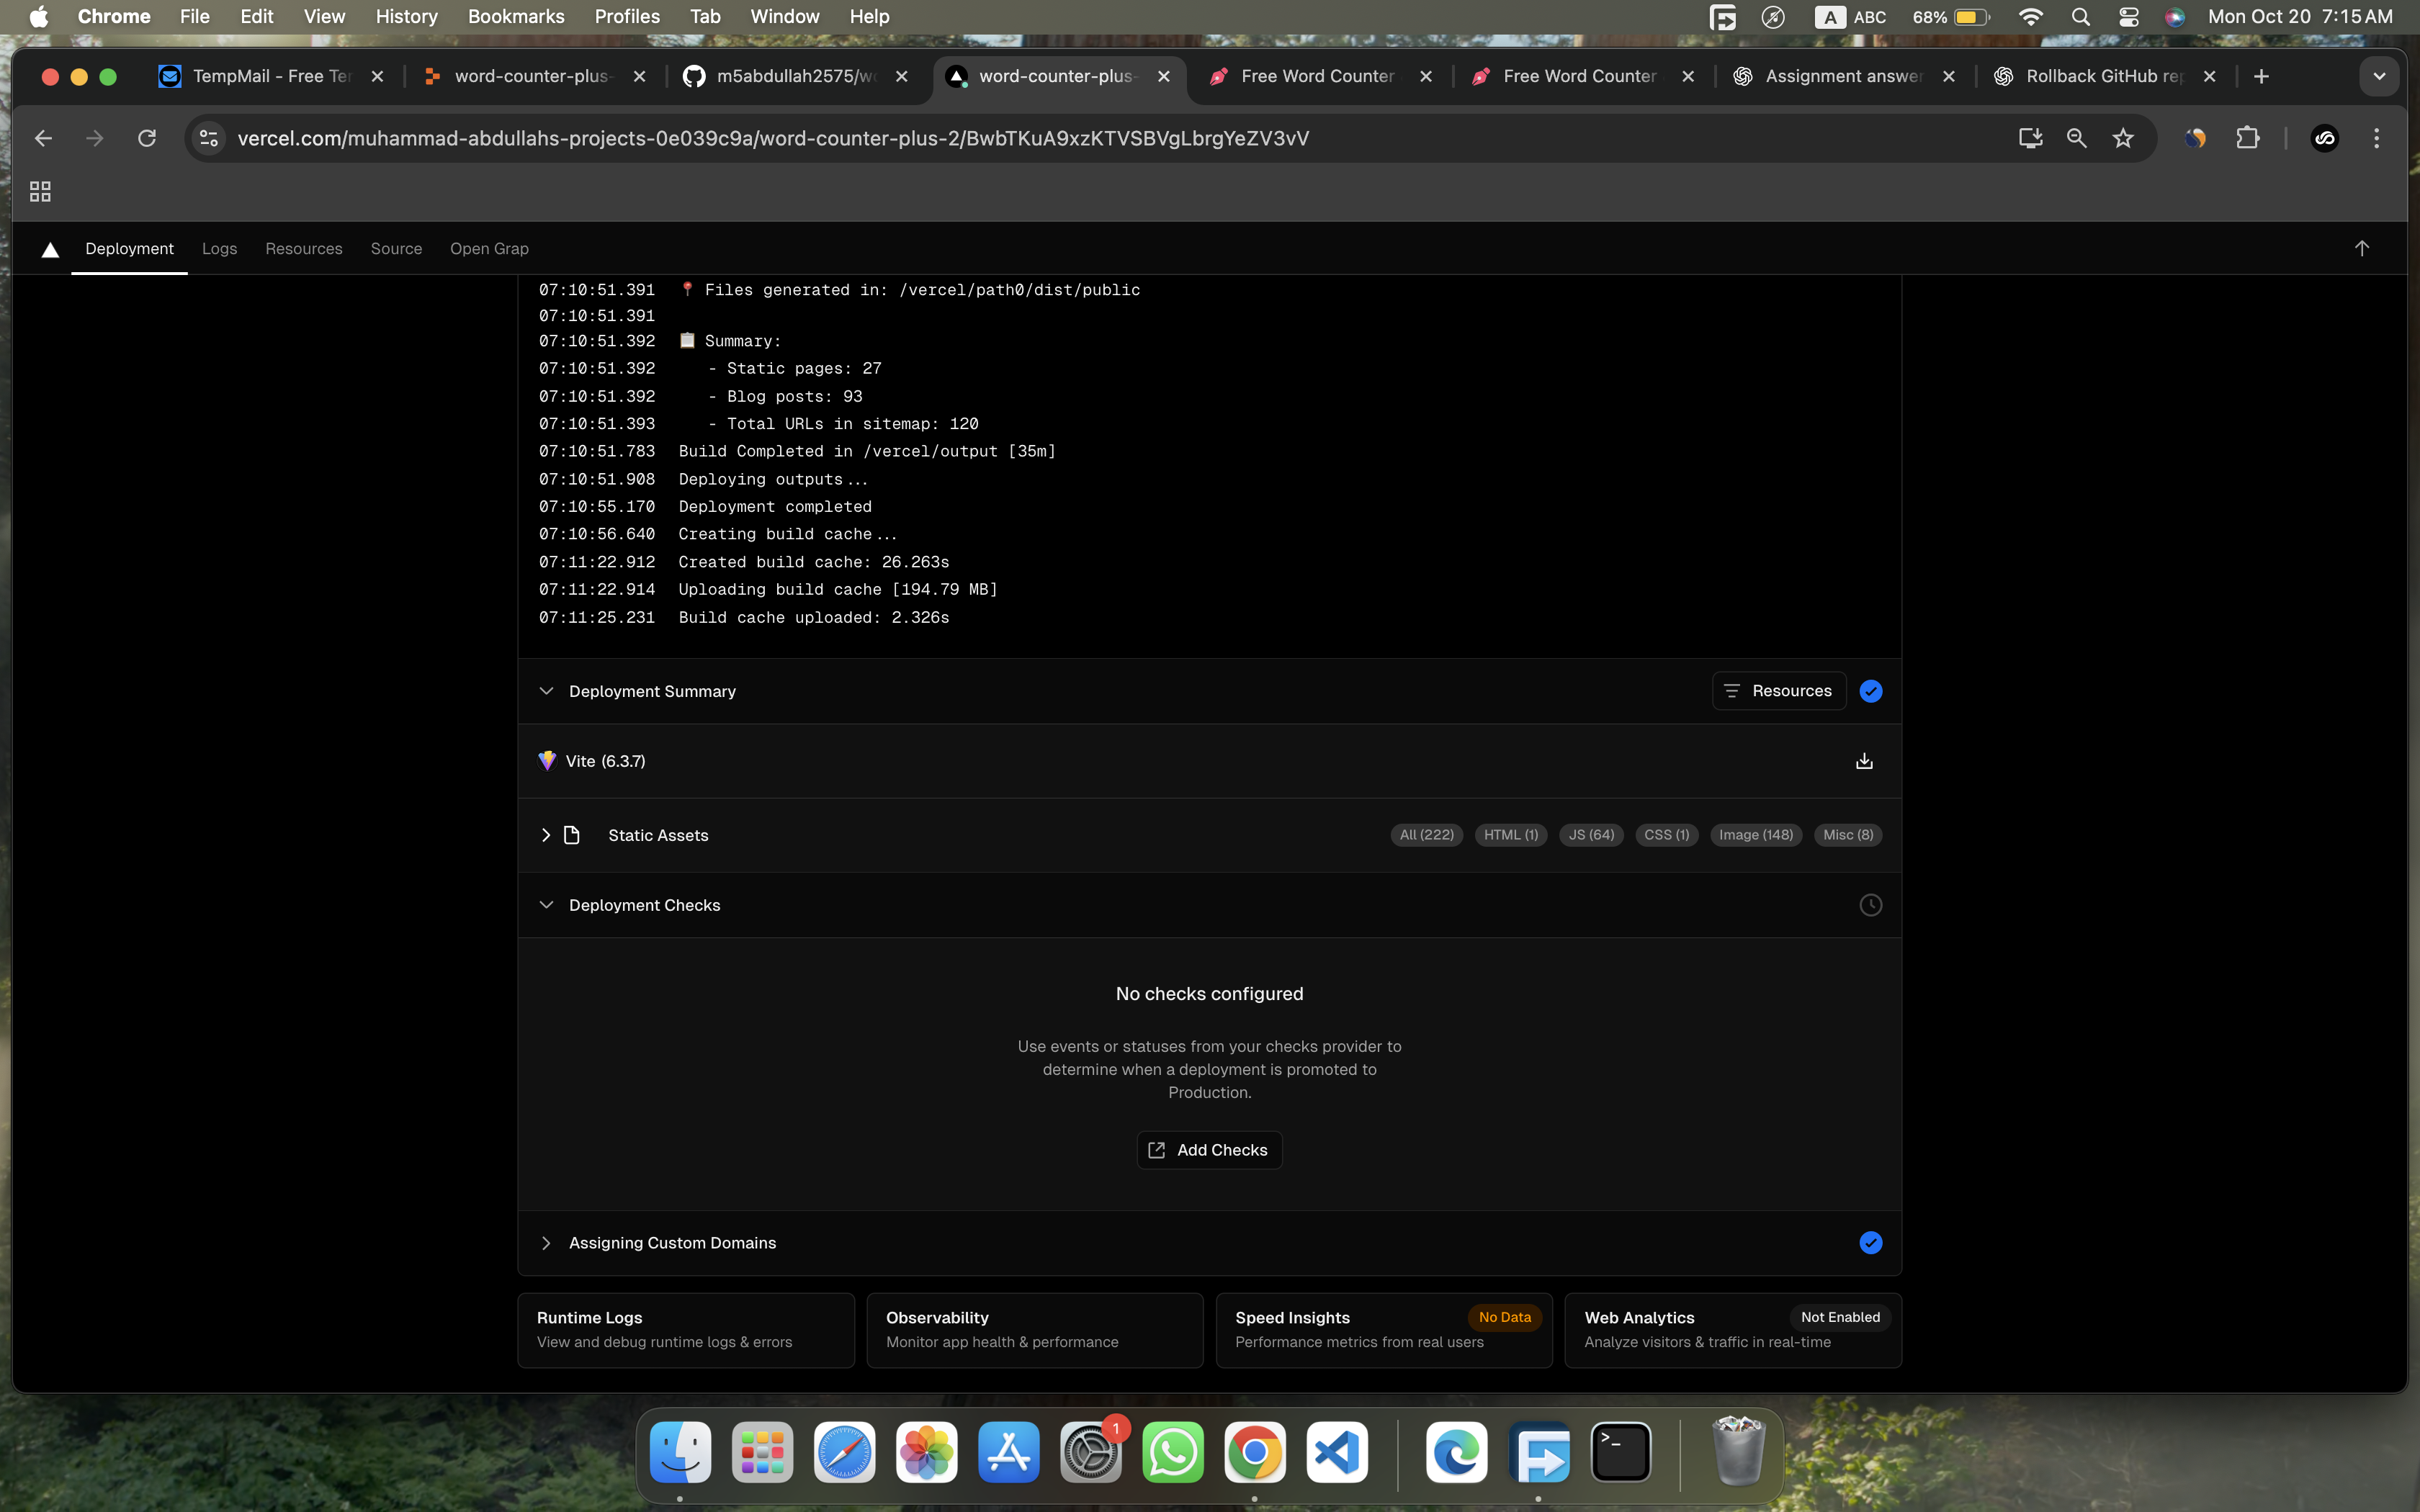 Chrome File Edit View History Bookmarks Profiles Tab Window Help A ABC 68% Mon Oct 20 7:15 AM
TempMail - Free Te word-counter-plus- m5abdullah2575/w word-counter-plus- Free Word Counter Free Word Counter Assignment answer Rollback GitHub re
vercel.com/muhammad-abdullahs-projects-0e039c9a/word-counter-plus-2/BwbTKuA9xzKTVSBVgLbrgYeZV3vV
Deployment Logs Resources Source Open Grap
07:10:51.391 Files generated in: /vercel/path0/dist/public
07:10:51.391
07:10:51.392 Summary:
07:10:51.392 - Static pages: 27
07:10:51.392 - Blog posts: 93
07:10:51.393 - Total URLs in sitemap: 120
07:10:51.783 Build Completed in /vercel/output [35m]
07:10:51.908 Deploying outputs...
07:10:55.170 Deployment completed
07:10:56.640 Creating build cache...
07:11:22.912 Created build cache: 26.263s
07:11:22.914 Uploading build cache [194.79 MB]
07:11:25.231 Build cache uploaded: 2.326s
Deployment Summary Resources
Vite (6.3.7)
Static Assets All (222) HTML (1) JS (64) CSS (1) Image (148) Misc (8)
Deployment Checks
No checks configured
Use events or statuses from your checks provider to
determine when a deployment is promoted to
Production.
Add Checks
Assigning Custom Domains
Runtime Logs
View and debug runtime logs & errors
Observability
Monitor app health & performance
Speed Insights No Data
Performance metrics from real users
Web Analytics Not Enabled
Analyze visitors & traffic in real-time
1